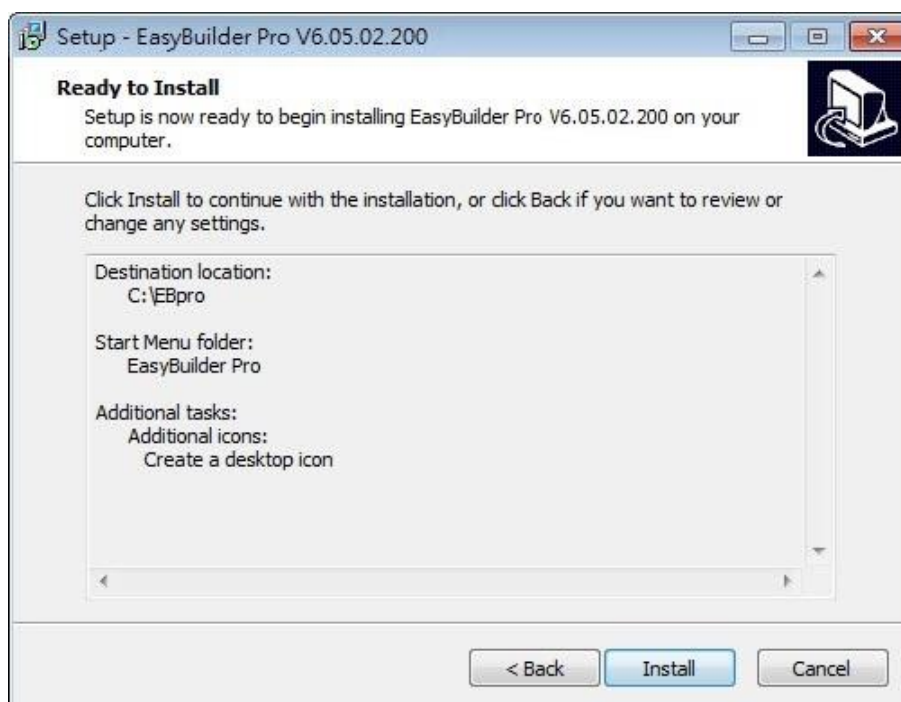 Setup - EasyBuilder Pro V6.05.02.200
Ready to Install
Setup is now ready to begin installing EasyBuilder Pro V6.05.02.200 on your
computer.
Click Install to continue with the installation, or click Back if you want to review or
change any settings.
Destination location:
C:\EBpro
Start Menu folder:
EasyBuilder Pro
Additional tasks:
Additional icons:
Create a desktop icon
< Back
Install
Cancel